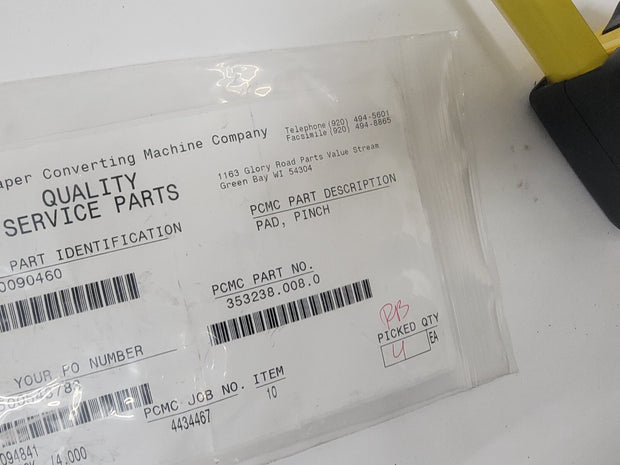 aper Converting Machine Company
Telephone (920) 494-5601
Facsimile (920) 494-8865
QUALITY
SERVICE PARTS
1163 Glory Road Parts Value Stream
Green Bay WI 54304
PCMC PART DESCRIPTION
PAD, PINCH
PART IDENTIFICATION
0090460
PCMC PART NO.
353238.008.0
RB
PICKED QTY
4 EA
YOUR PO NUMBER
PCMC JOB NO. ITEM
4434467 10
094841